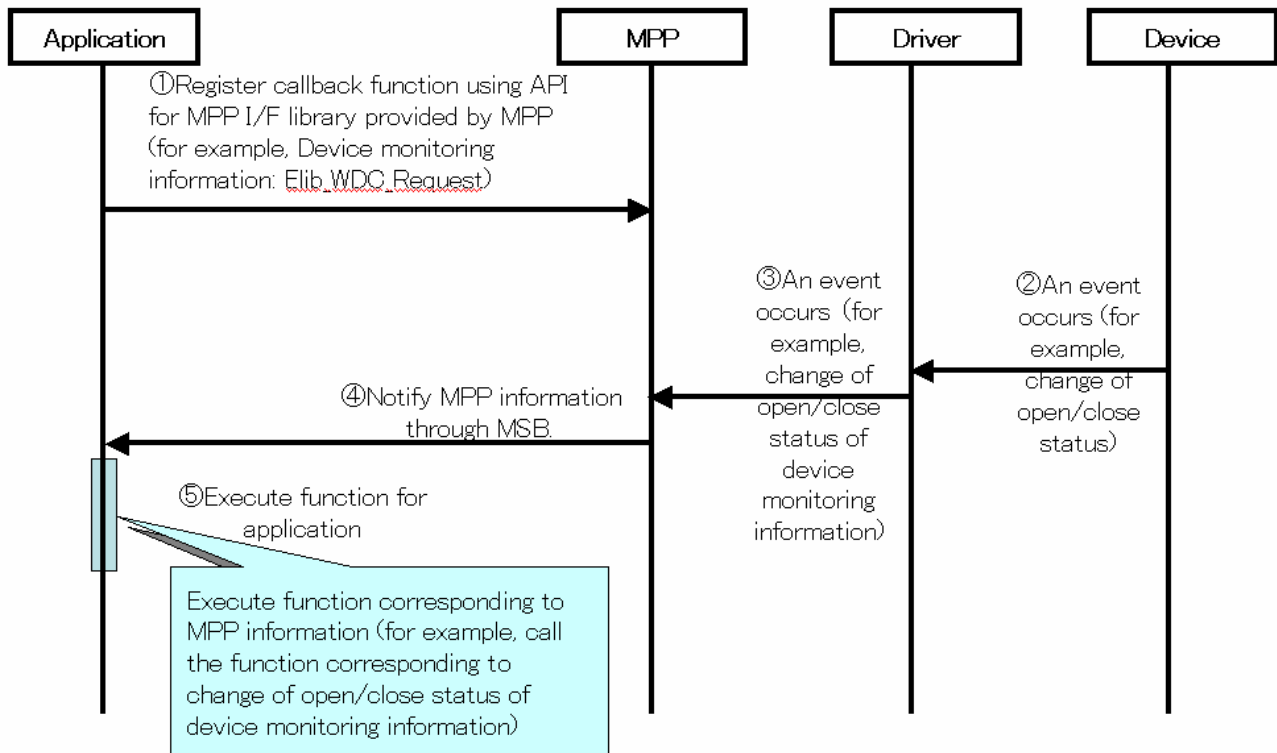 Application
MPP
Driver
Device
①Register callback function using API
for MPP I/F library provided by MPP
(for example, Device monitoring
information: Elib_WDC_Request)
③An event
occurs (for
example,
change of
open/close
status of
device
monitoring
information)
②An event
occurs (for
example,
change of
open/close
status)
④Notify MPP information
through MSB.
⑤Execute function for
application
Execute function corresponding to
MPP information (for example, call
the function corresponding to
change of open/close status of
device monitoring information)